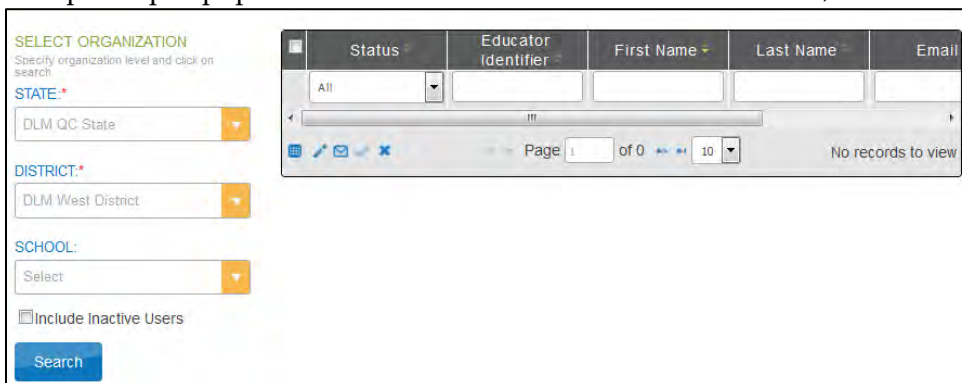 SELECT ORGANIZATION
Specify organization level and click on
search
STATE:*
DLM QC State
DISTRICT:*
DLM West District
SCHOOL:
Select
Include Inactive Users
Search
Status
Educator
Identifier
First Name
Last Name
Email
All
Page 1 of 0 10 No records to view